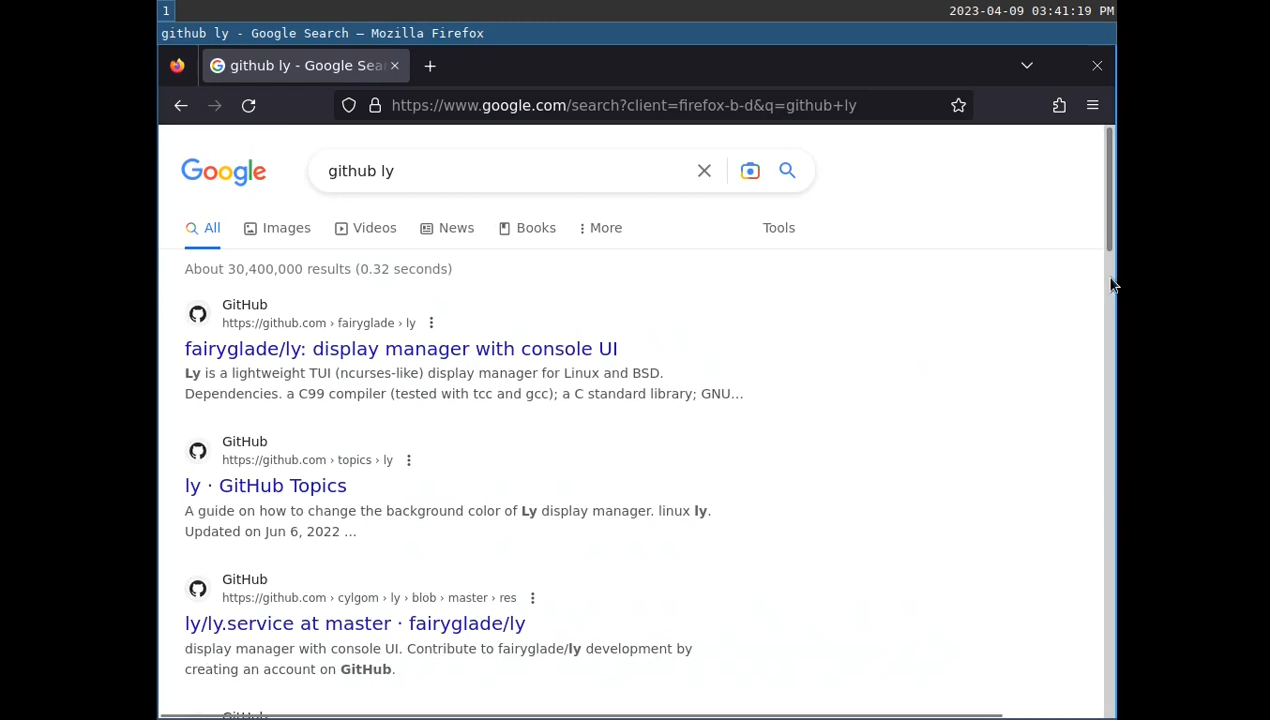 1
2023-04-09 03:41:19 PM
github ly - Google Search — Mozilla Firefox
github ly - Google Sea
https://www.google.com/search?client=firefox-b-d&q=github+ly
Google
github ly
All
Images
Videos
News
Books
More
Tools
About 30,400,000 results (0.32 seconds)
GitHub
https://github.com › fairyglade › ly
fairyglade/ly: display manager with console UI
Ly is a lightweight TUI (ncurses-like) display manager for Linux and BSD.
Dependencies. a C99 compiler (tested with tcc and gcc); a C standard library; GNU...
GitHub
https://github.com › topics › ly
ly · GitHub Topics
A guide on how to change the background color of Ly display manager. linux ly.
Updated on Jun 6, 2022 ...
GitHub
https://github.com › cylgom › ly › blob › master › res
ly/ly.service at master · fairyglade/ly
display manager with console UI. Contribute to fairyglade/ly development by
creating an account on GitHub.
GitHub